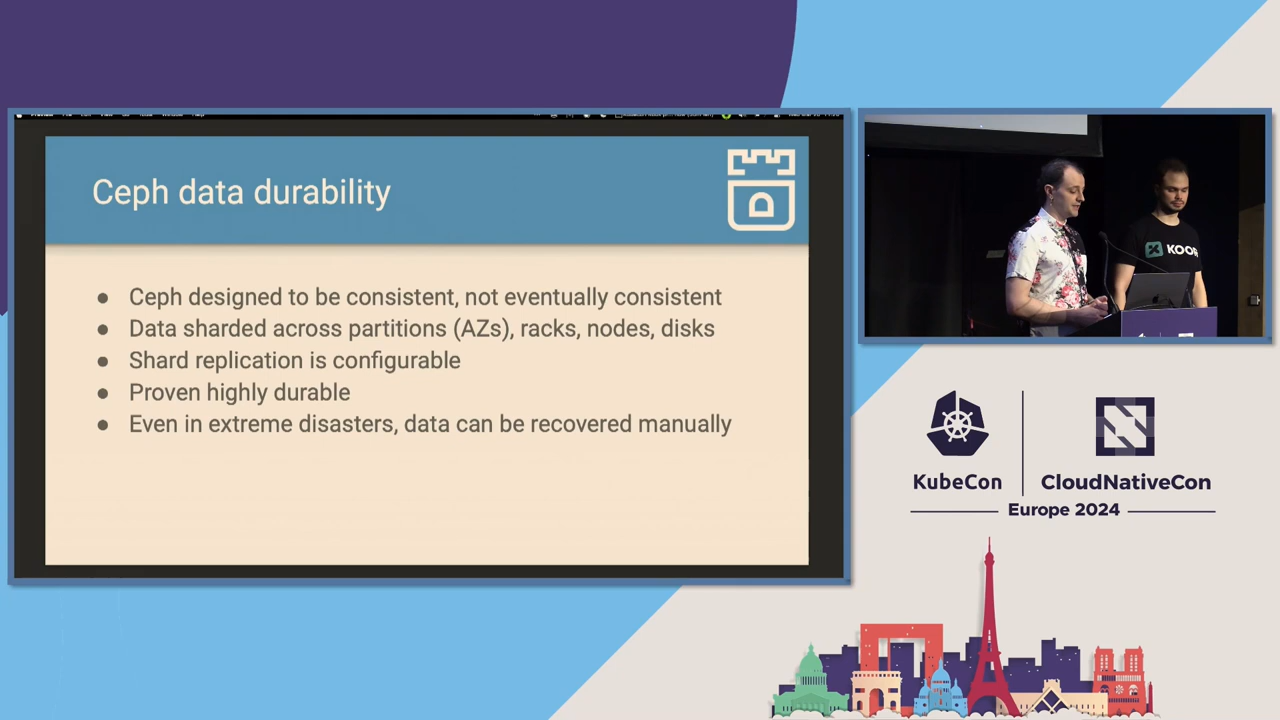 Ceph data durability
D
● Ceph designed to be consistent, not eventually consistent
● Data sharded across partitions (AZs), racks, nodes, disks
● Shard replication is configurable
● Proven highly durable
● Even in extreme disasters, data can be recovered manually
KubeCon
CloudNativeCon
Europe 2024